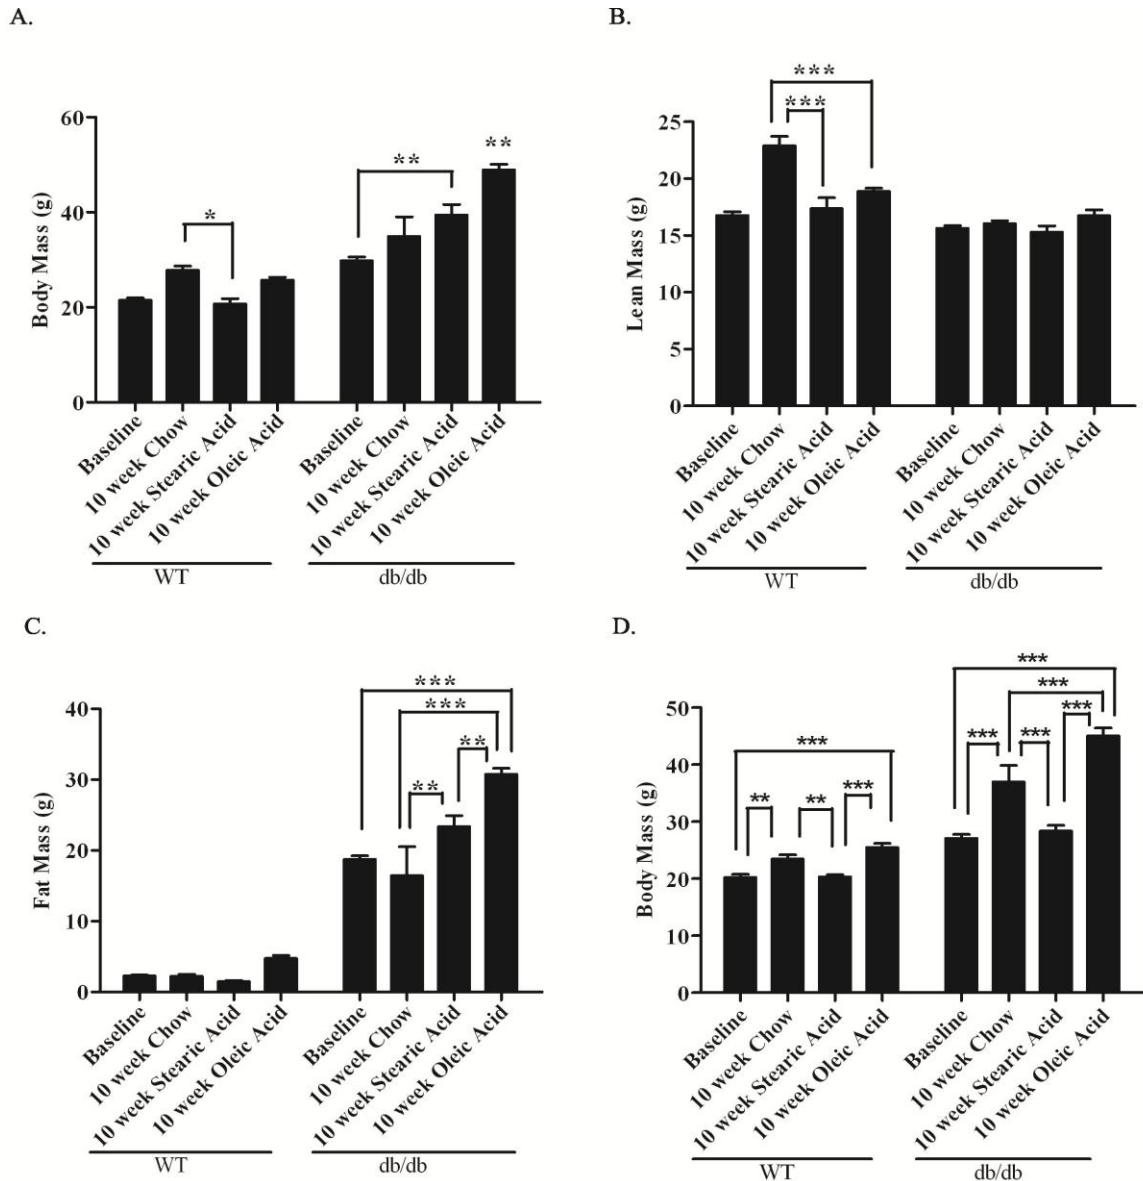 A.
Body Mass (g)
60
40
20
0
*
**
**
Baseline
10 week Chow
10 week Stearic Acid
10 week Oleic Acid
Baseline
10 week Chow
10 week Stearic Acid
10 week Oleic Acid
WT
db/db
B.
Lean Mass (g)
25
20
15
10
5
0
***
***
Baseline
10 week Chow
10 week Stearic Acid
10 week Oleic Acid
Baseline
10 week Chow
10 week Stearic Acid
10 week Oleic Acid
WT
db/db
C.
Fat Mass (g)
40
30
20
10
0
***
***
**
**
Baseline
10 week Chow
10 week Stearic Acid
10 week Oleic Acid
Baseline
10 week Chow
10 week Stearic Acid
10 week Oleic Acid
WT
db/db
D.
Body Mass (g)
50
40
30
20
10
0
***
**
**
***
***
***
***
***
***
Baseline
10 week Chow
10 week Stearic Acid
10 week Oleic Acid
Baseline
10 week Chow
10 week Stearic Acid
10 week Oleic Acid
WT
db/db